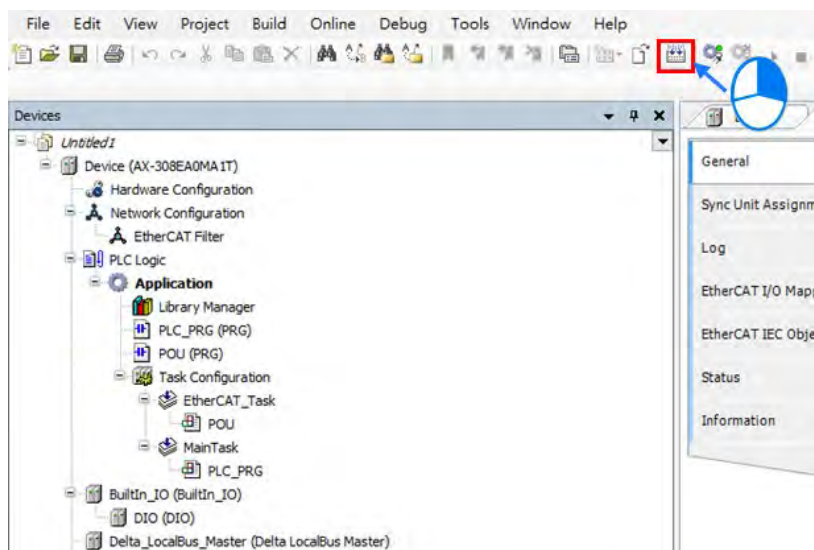 File Edit View Project Build Online Debug Tools Window Help
Devices
Untitled1
Device (AX-308EA0MA1T)
Hardware Configuration
Network Configuration
EtherCAT Filter
PLC Logic
Application
Library Manager
PLC_PRG (PRG)
POU (PRG)
Task Configuration
EtherCAT_Task
POU
MainTask
PLC_PRG
BuiltIn_IO (BuiltIn_IO)
DIO (DIO)
Delta_LocalBus_Master (Delta LocalBus Master)
General
Sync Unit Assignm
Log
EtherCAT I/O Mapp
EtherCAT IEC Obje
Status
Information